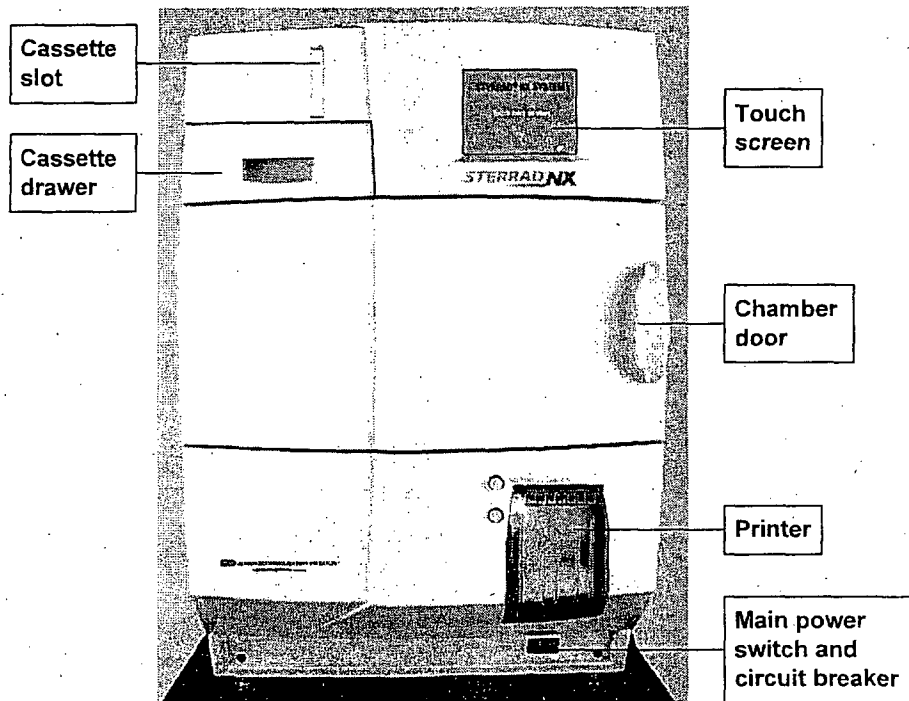 Cassette
slot
Cassette
drawer
STERRAD NX
Touch
screen
Chamber
door
Printer
Main power
switch and
circuit breaker